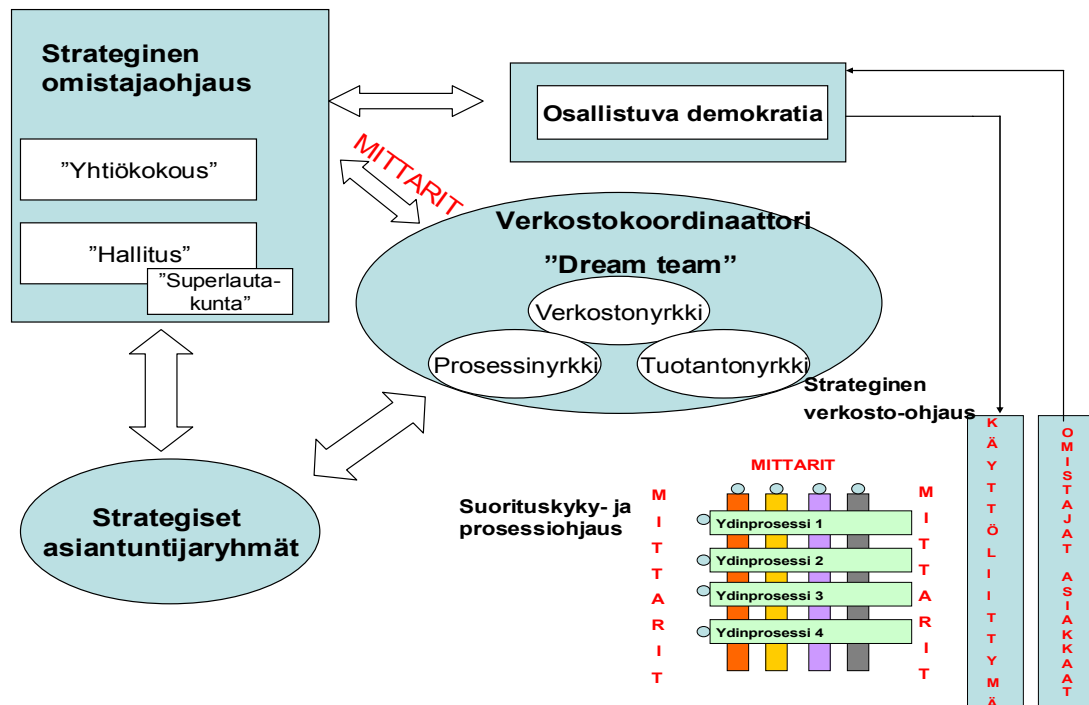 Strateginen
omistajaohjaus
"Yhtiökokous"
"Hallitus"
"Superlauta-
kunta"
MITTARIT
Osallistuva demokratia
Verkostokoordinaattori
"Dream team"
Verkostonyrkki
Prosessinyrkki
Tuotantonyrkki
Strateginen
verkosto-ohjaus
Strategiset
asiantuntijaryhmät
Suorituskyky- ja
prosessiohjaus
MITTARIT
MITTARIT
Ydinprosessi 1
Ydinprosessi 2
Ydinprosessi 3
Ydinprosessi 4
MITTARIT
KÄYTTÖLIITTYMÄ
OMISTAJAT ASIAKKAAT